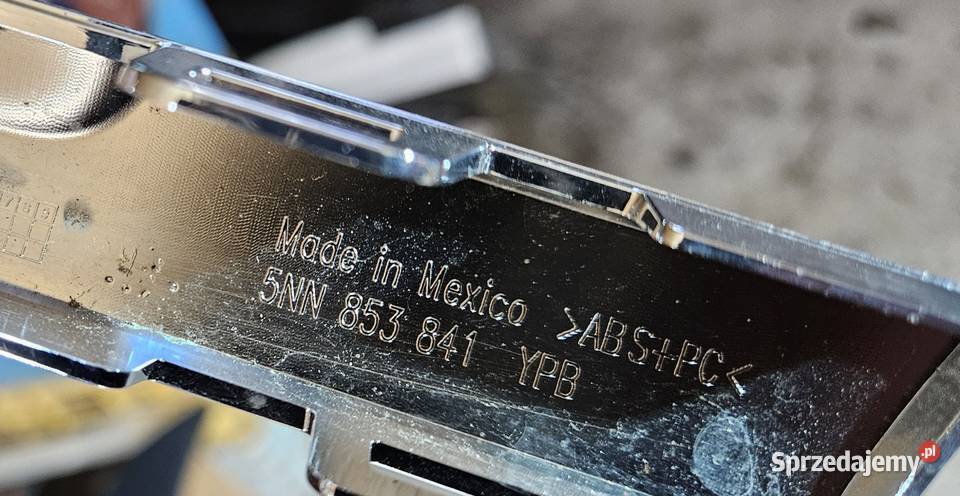 Made in Mexico >ABS+PC<
5NN 853 841 YPB
Sprzedajemy.pl